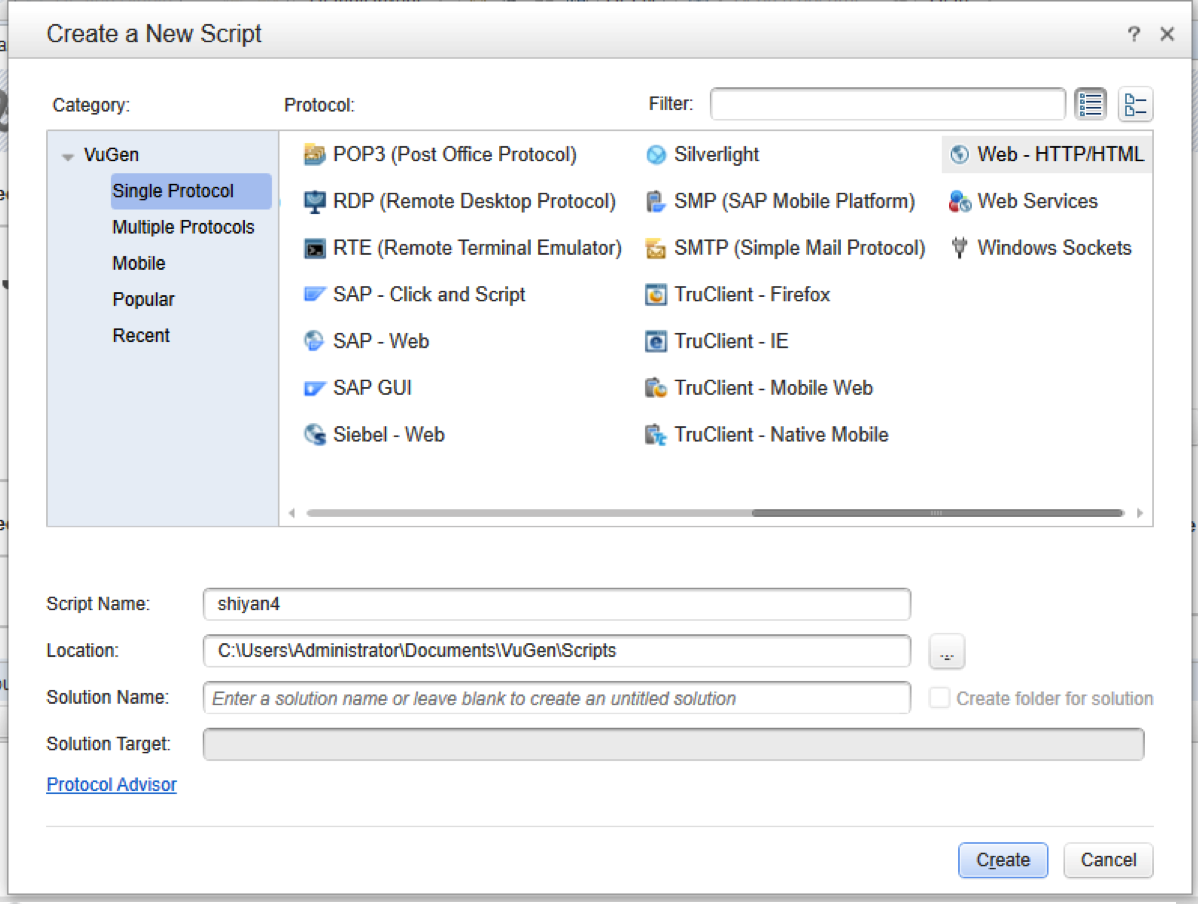 Create a New Script
? ×
Category:
Protocol:
Filter:
VuGen
Single Protocol
Multiple Protocols
Mobile
Popular
Recent
POP3 (Post Office Protocol)
RDP (Remote Desktop Protocol)
RTE (Remote Terminal Emulator)
SAP - Click and Script
SAP - Web
SAP GUI
Siebel - Web
Silverlight
SMP (SAP Mobile Platform)
SMTP (Simple Mail Protocol)
TruClient - Firefox
TruClient - IE
TruClient - Mobile Web
TruClient - Native Mobile
Web - HTTP/HTML
Web Services
Windows Sockets
Script Name: shiyan4
Location: C:\Users\Administrator\Documents\VuGen\Scripts ...
Solution Name: Enter a solution name or leave blank to create an untitled solution Create folder for solution
Solution Target:
Protocol Advisor
Create Cancel